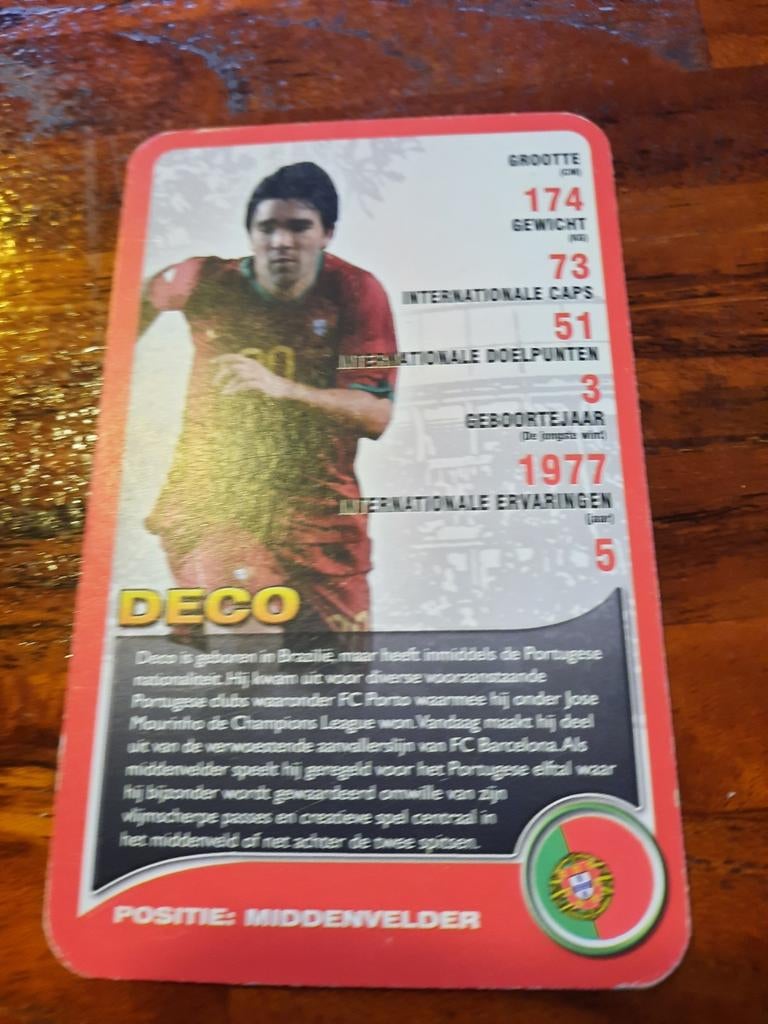 GROOTTE
(CM)
174
GEWICHT
(KG)
73
INTERNATIONALE CAPS
51
INTERNATIONALE DOELPUNTEN
3
GEBOORTEJAAR
(De jongste wint)
1977
INTERNATIONALE ERVARINGEN
(jaar)
5
20
DECO
Deco is geboren in Brazilië, maar heeft inmiddels de Portugese
nationaliteit. Hij kwam uit voor diverse vooraanstaande
Portugese clubs waaronder FC Porto waarmee hij onder Jose
Mourinho de Champions League won. Vandaag maakt hij deel
uit van de verwoestende aanvallerslijn van FC Barcelona. Als
middenvelder speelt hij geregeld voor het Portugese elftal waar
hij bijzonder wordt gewaardeerd omwille van zijn
vlijmscherpe passes en creatieve spel centraal in
het middenveld of net achter de twee spitsen.
POSITIE: MIDDENVELDER